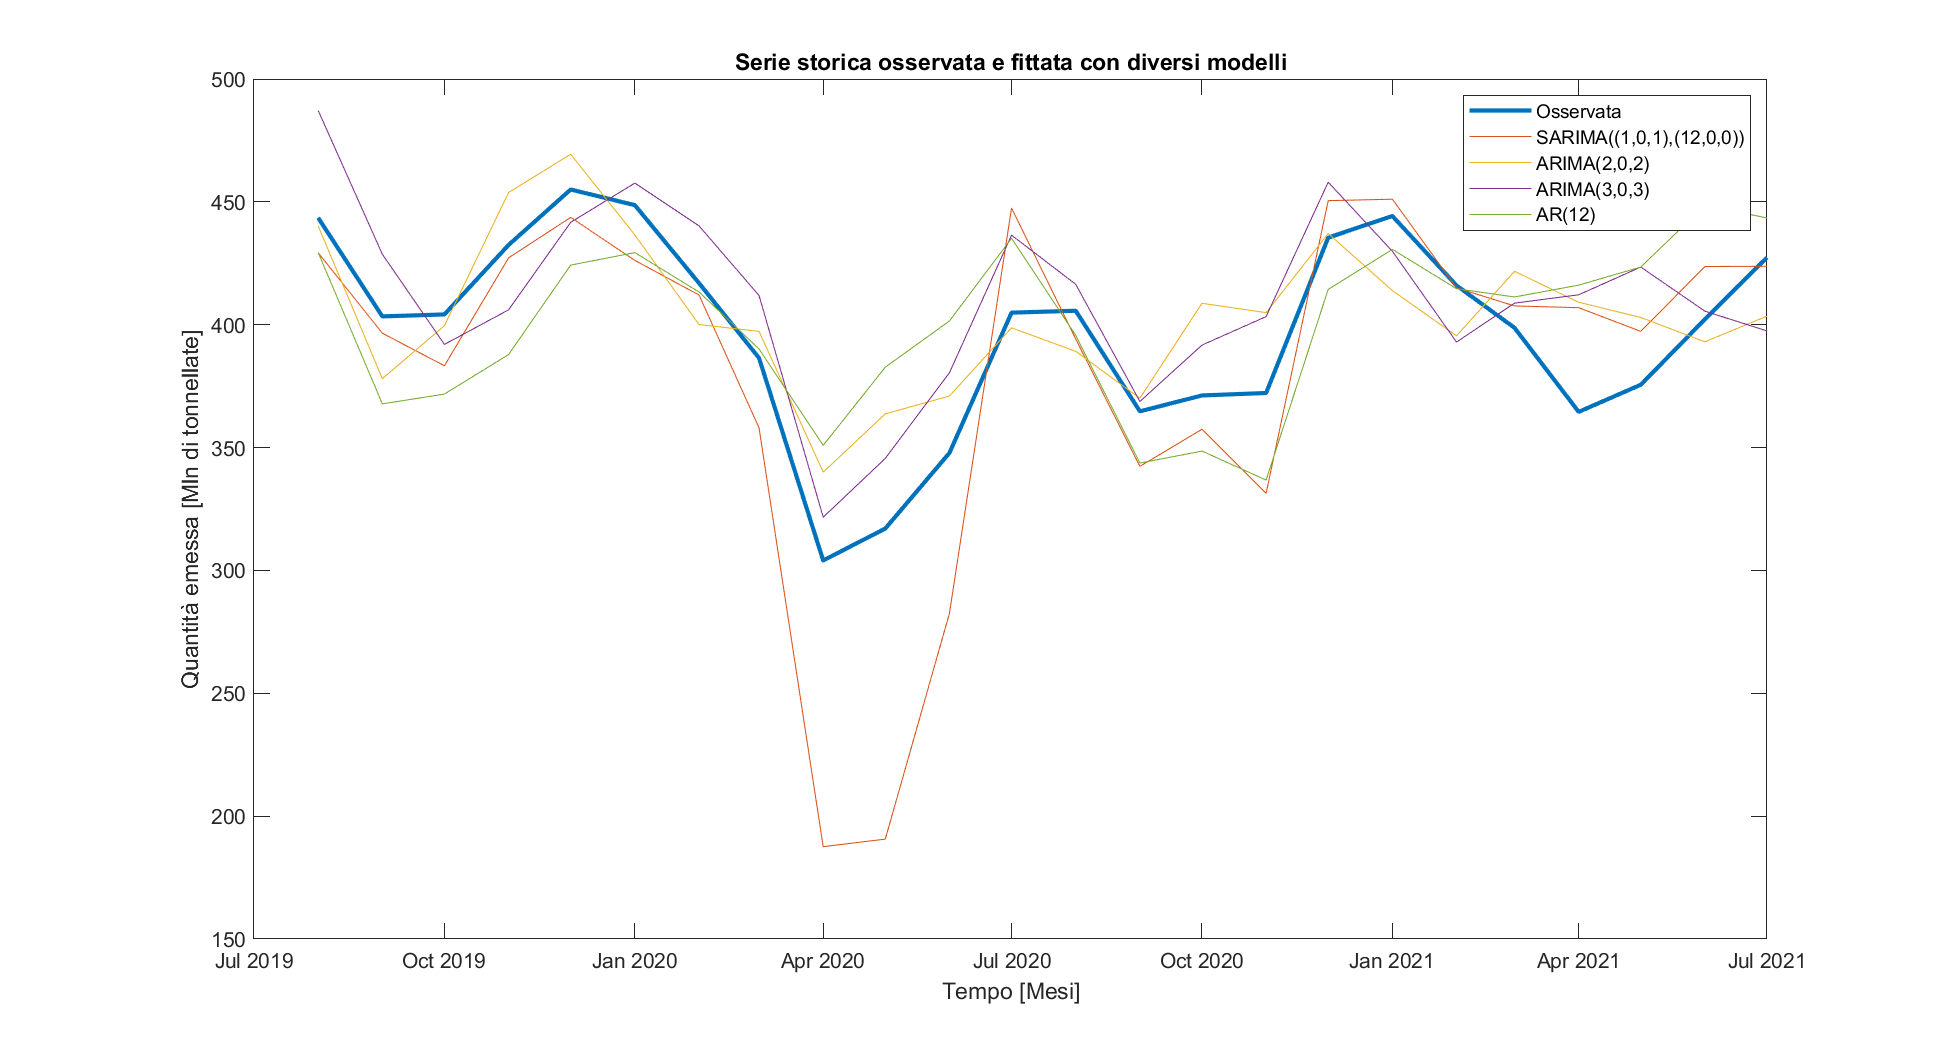 Serie storica osservata e fittata con diversi modelli
500
450
400
350
300
250
200
150
Quantità emessa [Mln di tonnellate]
Osservata
SARIMA((1,0,1),(12,0,0))
ARIMA(2,0,2)
ARIMA(3,0,3)
AR(12)
Jul 2019
Oct 2019
Jan 2020
Apr 2020
Jul 2020
Oct 2020
Jan 2021
Apr 2021
Jul 2021
Tempo [Mesi]